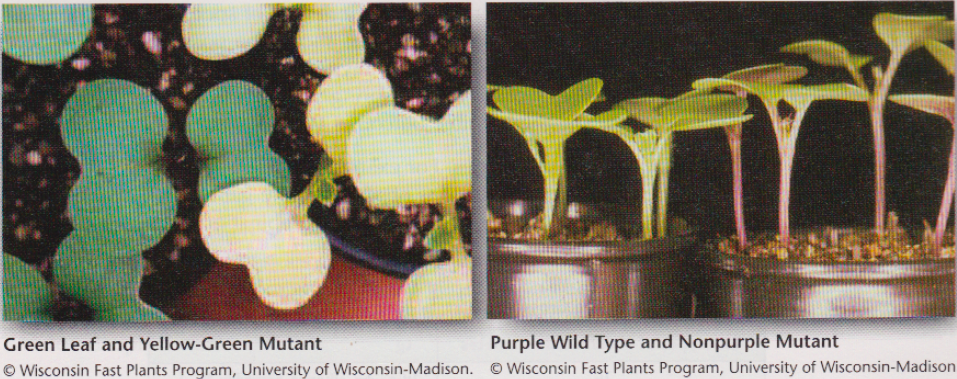 Green Leaf and Yellow-Green Mutant
© Wisconsin Fast Plants Program, University of Wisconsin-Madison.
Purple Wild Type and Nonpurple Mutant
© Wisconsin Fast Plants Program, University of Wisconsin-Madison